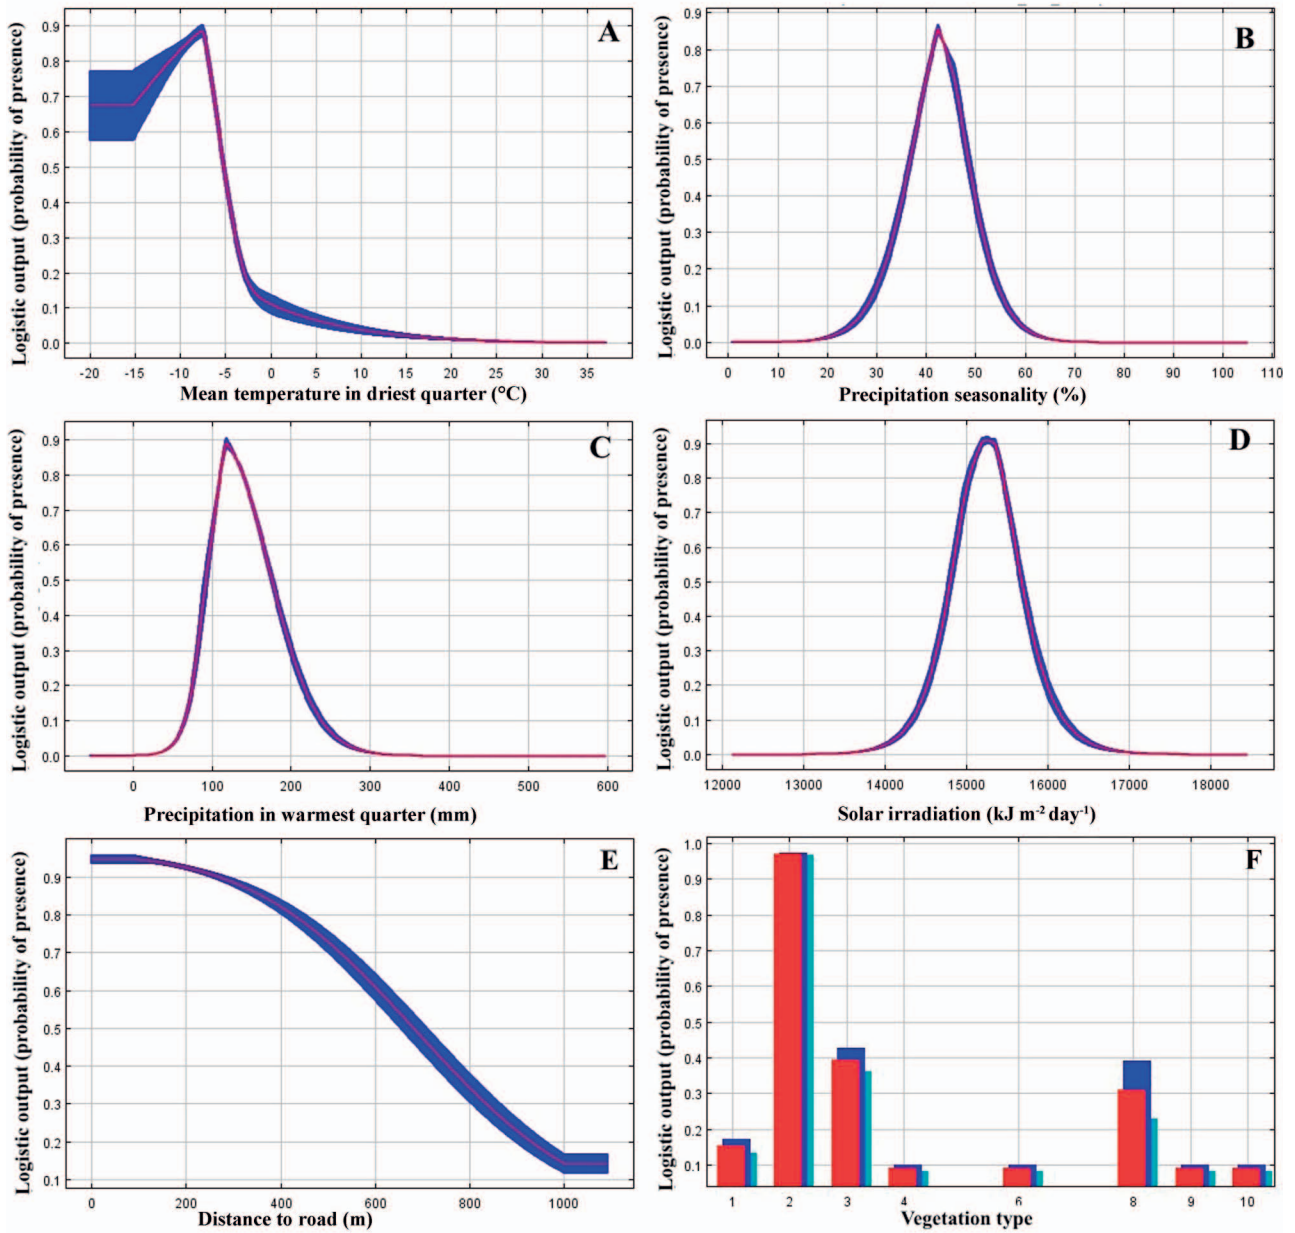 A
Logistic output (probability of presence)
0.9
0.8
0.7
0.6
0.5
0.4
0.3
0.2
0.1
0.0
-20 -15 -10 -5 0 5 10 15 20 25 30 35
Mean temperature in driest quarter (°C)
B
Logistic output (probability of presence)
0.9
0.8
0.7
0.6
0.5
0.4
0.3
0.2
0.1
0.0
0 10 20 30 40 50 60 70 80 90 100 110
Precipitation seasonality (%)
C
Logistic output (probability of presence)
0.9
0.8
0.7
0.6
0.5
0.4
0.3
0.2
0.1
0.0
0 100 200 300 400 500 600
Precipitation in warmest quarter (mm)
D
Logistic output (probability of presence)
0.9
0.8
0.7
0.6
0.5
0.4
0.3
0.2
0.1
0.0
12000 13000 14000 15000 16000 17000 18000
Solar irradiation (kJ m⁻² day⁻¹)
E
Logistic output (probability of presence)
0.9
0.8
0.7
0.6
0.5
0.4
0.3
0.2
0.1
0 200 400 600 800 1000
Distance to road (m)
F
Logistic output (probability of presence)
1.0
0.9
0.8
0.7
0.6
0.5
0.4
0.3
0.2
0.1
1 2 3 4 6 8 9 10
Vegetation type